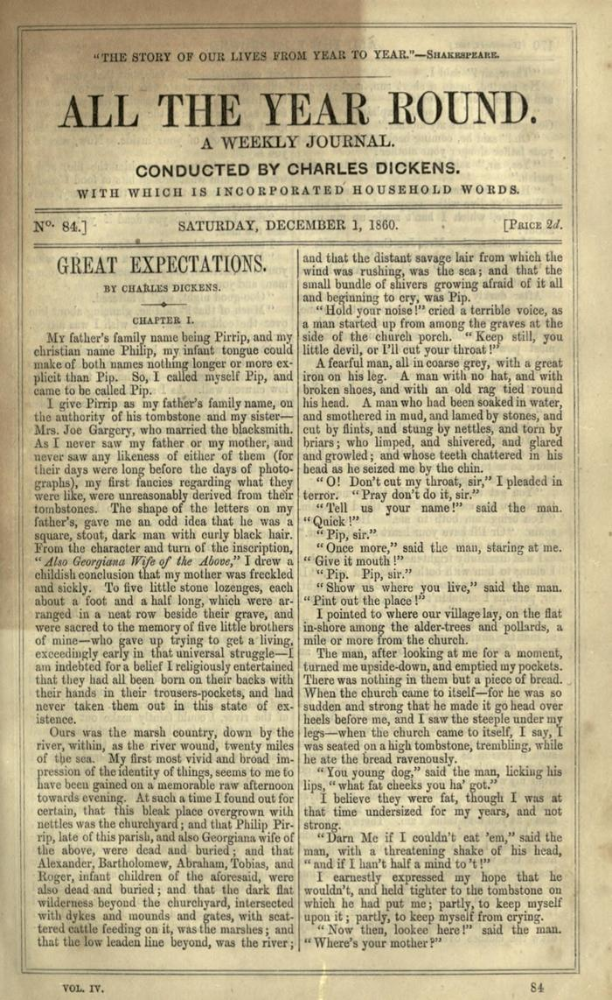 "THE STORY OF OUR LIVES FROM YEAR TO YEAR."—SHAKESPEARE.
ALL THE YEAR ROUND.
A WEEKLY JOURNAL.
CONDUCTED BY CHARLES DICKENS.
WITH WHICH IS INCORPORATED HOUSEHOLD WORDS.
No. 84.] SATURDAY, DECEMBER 1, 1860. [PRICE 2d.
GREAT EXPECTATIONS.
BY CHARLES DICKENS.
CHAPTER I.
MY father's family name being Pirrip, and my
christian name Philip, my infant tongue could
make of both names nothing longer or more ex-
plicit than Pip. So, I called myself Pip, and
came to be called Pip.
I give Pirrip as my father's family name, on
the authority of his tombstone and my sister—
Mrs. Joe Gargery, who married the blacksmith.
As I never saw my father or my mother, and
never saw any likeness of either of them (for
their days were long before the days of photo-
graphs), my first fancies regarding what they
were like, were unreasonably derived from their
tombstones. The shape of the letters on my
father's, gave me an odd idea that he was a
square, stout, dark man with curly black hair.
From the character and turn of the inscription,
"Also Georgiana Wife of the Above," I drew a
childish conclusion that my mother was freckled
and sickly. To five little stone lozenges, each
about a foot and a half long, which were ar-
ranged in a neat row beside their grave, and
were sacred to the memory of five little brothers
of mine—who gave up trying to get a living,
exceedingly early in that universal struggle—I
am indebted for a belief I religiously entertained
that they had all been born on their backs with
their hands in their trousers-pockets, and had
never taken them out in this state of ex-
istence.
Ours was the marsh country, down by the
river, within, as the river wound, twenty miles
of the sea. My first most vivid and broad im-
pression of the identity of things, seems to me to
have been gained on a memorable raw afternoon
towards evening. At such a time I found out for
certain, that this bleak place overgrown with
nettles was the churchyard; and that Philip Pir-
rip, late of this parish, and also Georgiana wife of
the above, were dead and buried; and that
Alexander, Bartholomew, Abraham, Tobias, and
Roger, infant children of the aforesaid, were
also dead and buried; and that the dark flat
wilderness beyond the churchyard, intersected
with dykes and mounds and gates, with scat-
tered cattle feeding on it, was the marshes; and
that the low leaden line beyond, was the river;
and that the distant savage lair from which the
wind was rushing, was the sea; and that the
small bundle of shivers growing afraid of it all
and beginning to cry, was Pip.
"Hold your noise!" cried a terrible voice, as
a man started up from among the graves at the
side of the church porch. "Keep still, you
little devil, or I'll cut your throat!"
A fearful man, all in coarse grey, with a great
iron on his leg. A man with no hat, and with
broken shoes, and with an old rag tied round
his head. A man who had been soaked in water,
and smothered in mud, and lamed by stones, and
cut by flints, and stung by nettles, and torn by
briars; who limped, and shivered, and glared
and growled; and whose teeth chattered in his
head as he seized me by the chin.
"O! Don't cut my throat, sir," I pleaded in
terror. "Pray don't do it, sir."
"Tell us your name!" said the man.
"Quick!"
"Pip, sir."
"Once more," said the man, staring at me.
"Give it mouth!"
"Pip. Pip, sir."
"Show us where you live," said the man.
"Pint out the place!"
I pointed to where our village lay, on the flat
in-shore among the alder-trees and pollards, a
mile or more from the church.
The man, after looking at me for a moment,
turned me upside-down, and emptied my pockets.
There was nothing in them but a piece of bread.
When the church came to itself—for he was so
sudden and strong that he made it go head over
heels before me, and I saw the steeple under my
legs—when the church came to itself, I say, I
was seated on a high tombstone, trembling, while
he ate the bread ravenously.
"You young dog," said the man, licking his
lips, "what fat cheeks you ha' got."
I believe they were fat, though I was at
that time undersized for my years, and not
strong.
"Darn Me if I couldn't eat 'em," said the
man, with a threatening shake of his head,
"and if I han't half a mind to 't!"
I earnestly expressed my hope that he
wouldn't, and held tighter to the tombstone on
which he had put me; partly, to keep myself
upon it; partly, to keep myself from crying.
"Now then, lookee here!" said the man.
"Where's your mother?"
VOL. IV. 84